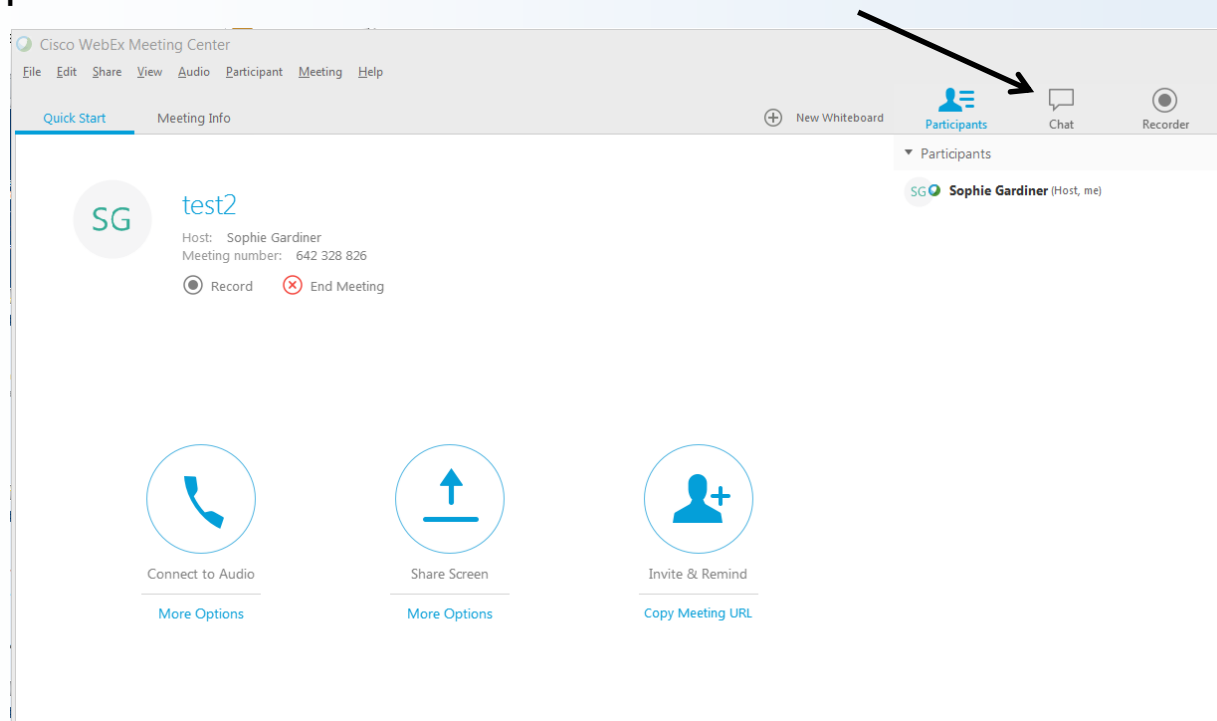 Cisco WebEx Meeting Center
File Edit Share View Audio Participant Meeting Help
Quick Start Meeting Info New Whiteboard Participants Chat Recorder
Participants
SG Sophie Gardiner (Host, me)
SG
test2
Host: Sophie Gardiner
Meeting number: 642 328 826
Record End Meeting
Connect to Audio Share Screen Invite & Remind
More Options More Options Copy Meeting URL